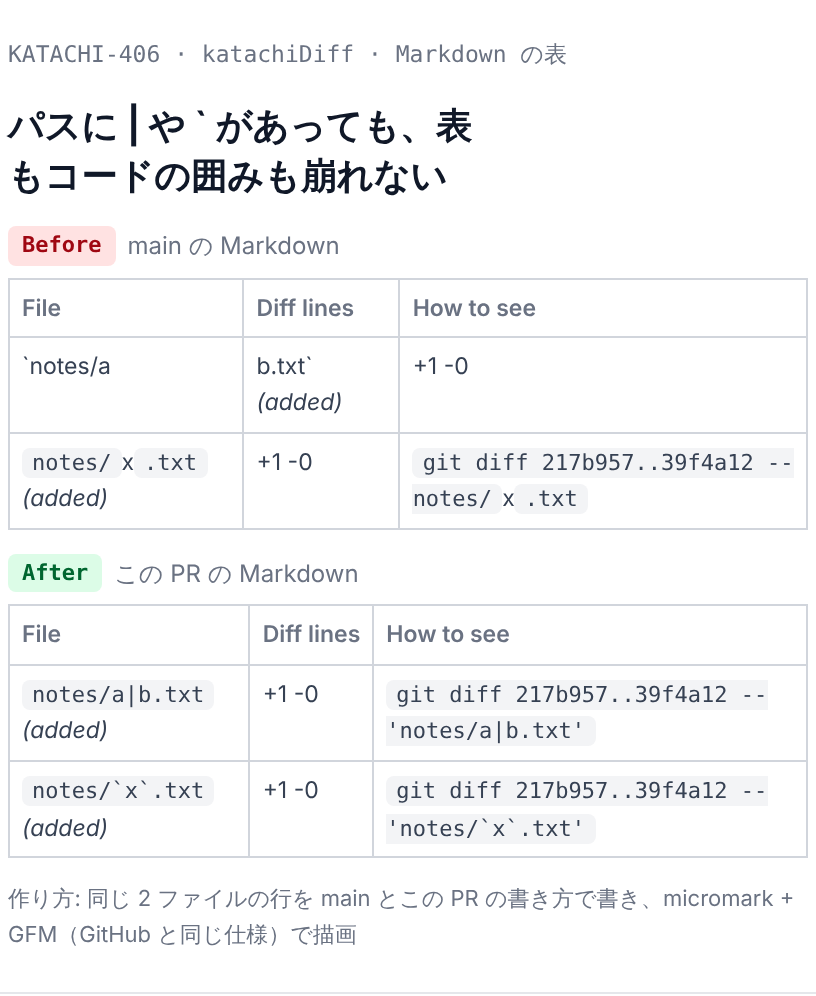 KATACHI-406 · katachiDiff · Markdown の表
パスに | や ` があっても、表
もコードの囲みも崩れない
Before main の Markdown
File Diff lines How to see
`notes/a b.txt` +1 -0
(added)
notes/ x .txt +1 -0 git diff 217b957..39f4a12 --
(added) notes/ x .txt
After この PR の Markdown
File Diff lines How to see
notes/a|b.txt +1 -0 git diff 217b957..39f4a12 --
(added) 'notes/a|b.txt'
notes/`x`.txt +1 -0 git diff 217b957..39f4a12 --
(added) 'notes/`x`.txt'
作り方: 同じ 2 ファイルの行を main とこの PR の書き方で書き、micromark +
GFM（GitHub と同じ仕様）で描画